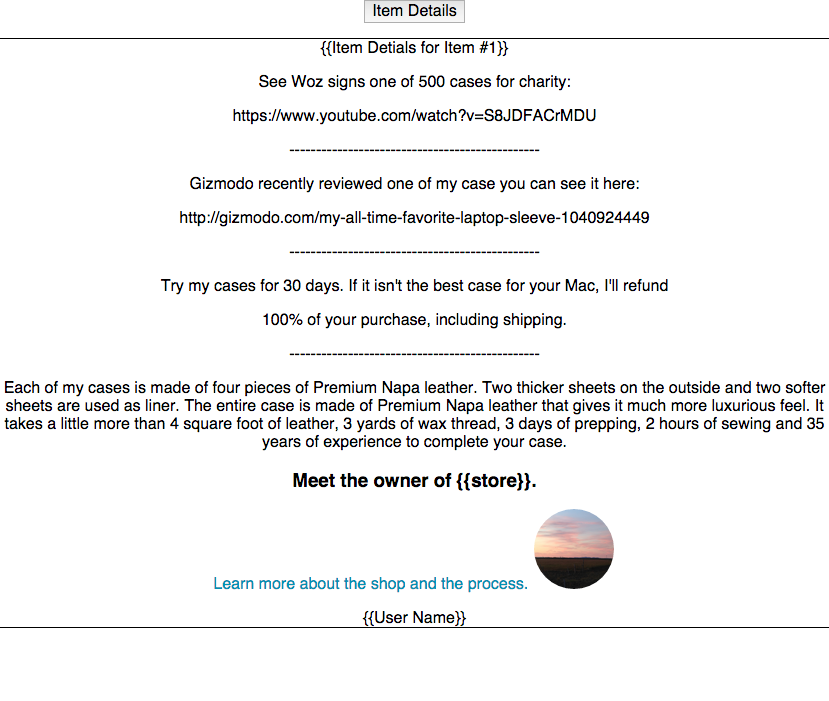 Item Details
{{Item Detials for Item #1}}
See Woz signs one of 500 cases for charity:
https://www.youtube.com/watch?v=S8JDFACrMDU
-----------------------------------------------
Gizmodo recently reviewed one of my case you can see it here:
http://gizmodo.com/my-all-time-favorite-laptop-sleeve-1040924449
-----------------------------------------------
Try my cases for 30 days. If it isn't the best case for your Mac, I'll refund
100% of your purchase, including shipping.
-----------------------------------------------
Each of my cases is made of four pieces of Premium Napa leather. Two thicker sheets on the outside and two softer
sheets are used as liner. The entire case is made of Premium Napa leather that gives it much more luxurious feel. It
takes a little more than 4 square foot of leather, 3 yards of wax thread, 3 days of prepping, 2 hours of sewing and 35
years of experience to complete your case.
Meet the owner of {{store}}.
Learn more about the shop and the process.
{{User Name}}